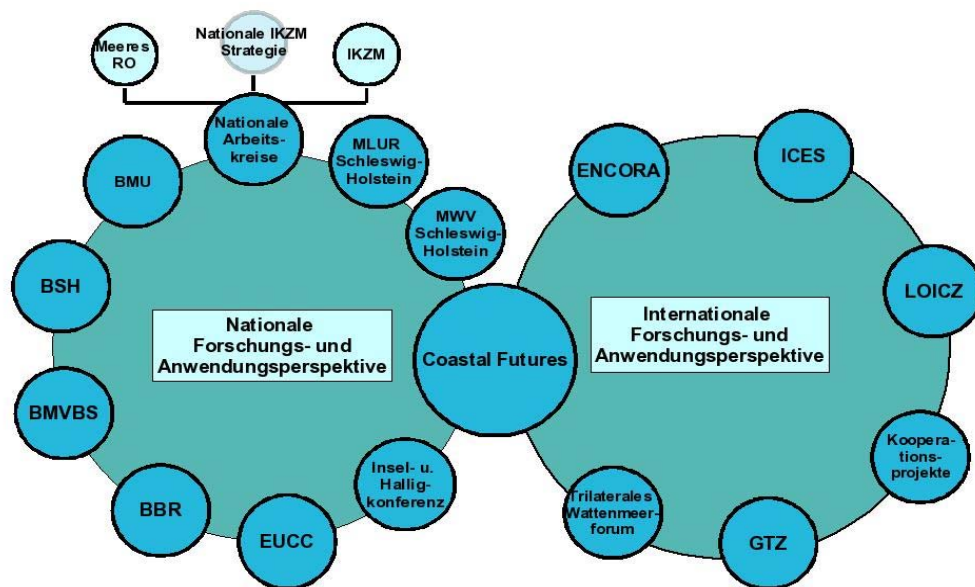 Meeres
RO
Nationale IKZM
Strategie
IKZM
Nationale
Arbeits-
kreise
MLUR
Schleswig-
Holstein
MWV
Schleswig-
Holstein
BMU
BSH
BMVBS
BBR
EUCC
Insel- u.
Hallig-
konferenz
Nationale
Forschungs- und
Anwendungsperspektive
Coastal Futures
Internationale
Forschungs- und
Anwendungsperspektive
ENCORA
ICES
LOICZ
Koopera-
tions-
projekte
GTZ
Trilaterales
Wattenmeer-
forum